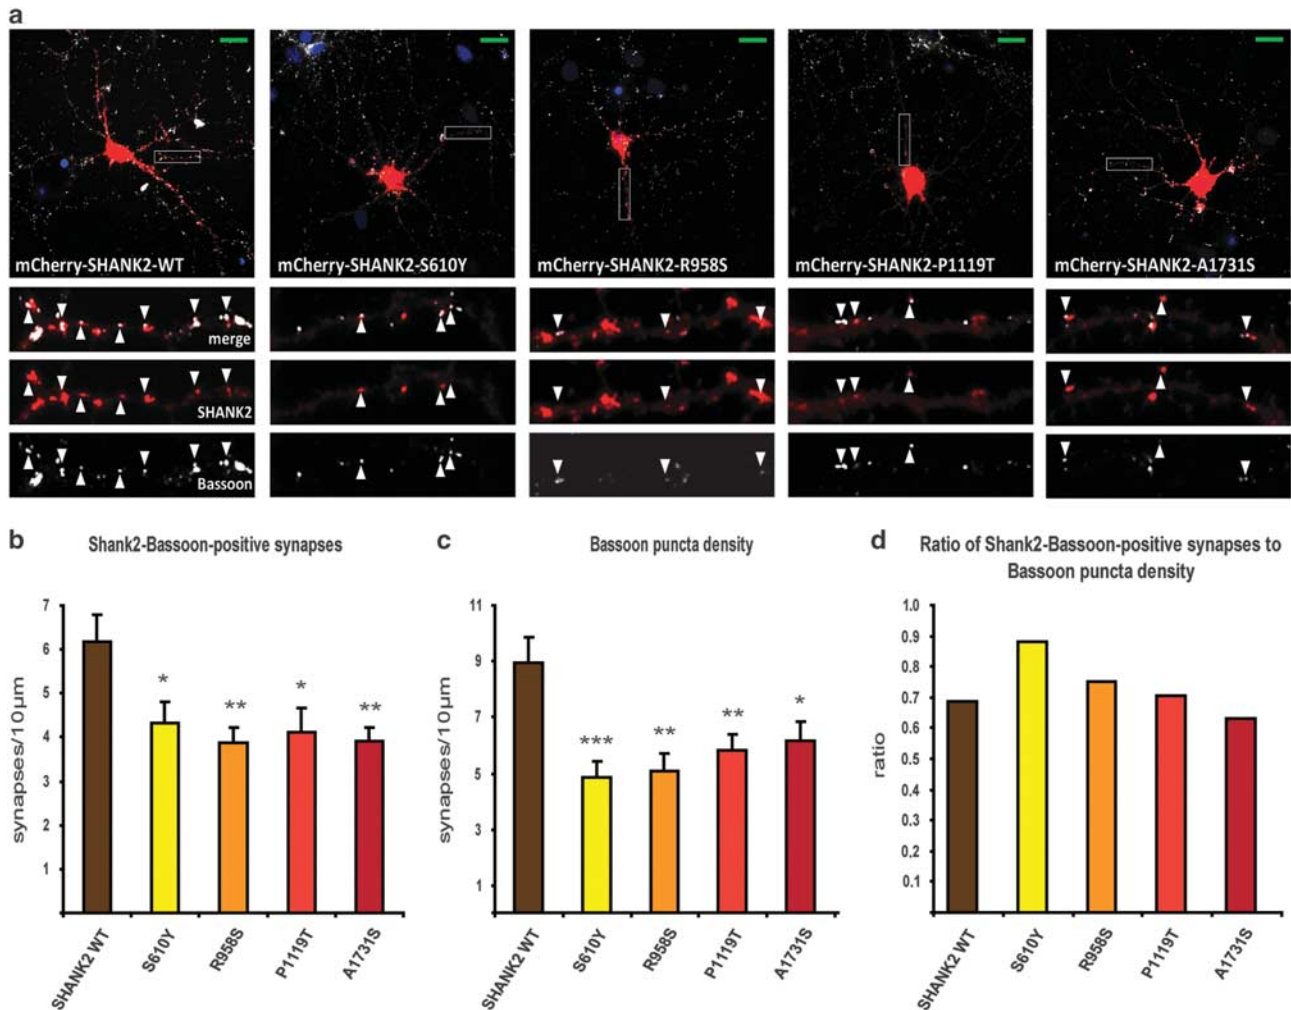 a
mCherry-SHANK2-WT
mCherry-SHANK2-S610Y
mCherry-SHANK2-R958S
mCherry-SHANK2-P1119T
mCherry-SHANK2-A1731S
merge
SHANK2
Bassoon
b
Shank2-Bassoon-positive synapses
7
6
5
4
3
2
1
synapses/10µm
*
**
*
**
SHANK2 WT
S610Y
R958S
P1119T
A1731S
c
Bassoon puncta density
11
9
7
5
3
1
synapses/10µm
***
**
**
*
SHANK2 WT
S610Y
R958S
P1119T
A1731S
d
Ratio of Shank2-Bassoon-positive synapses to
Bassoon puncta density
1.0
0.9
0.8
0.7
0.6
0.5
0.4
0.3
0,2
0.1
ratio
SHANK2 WT
S610Y
R958S
P1119T
A1731S